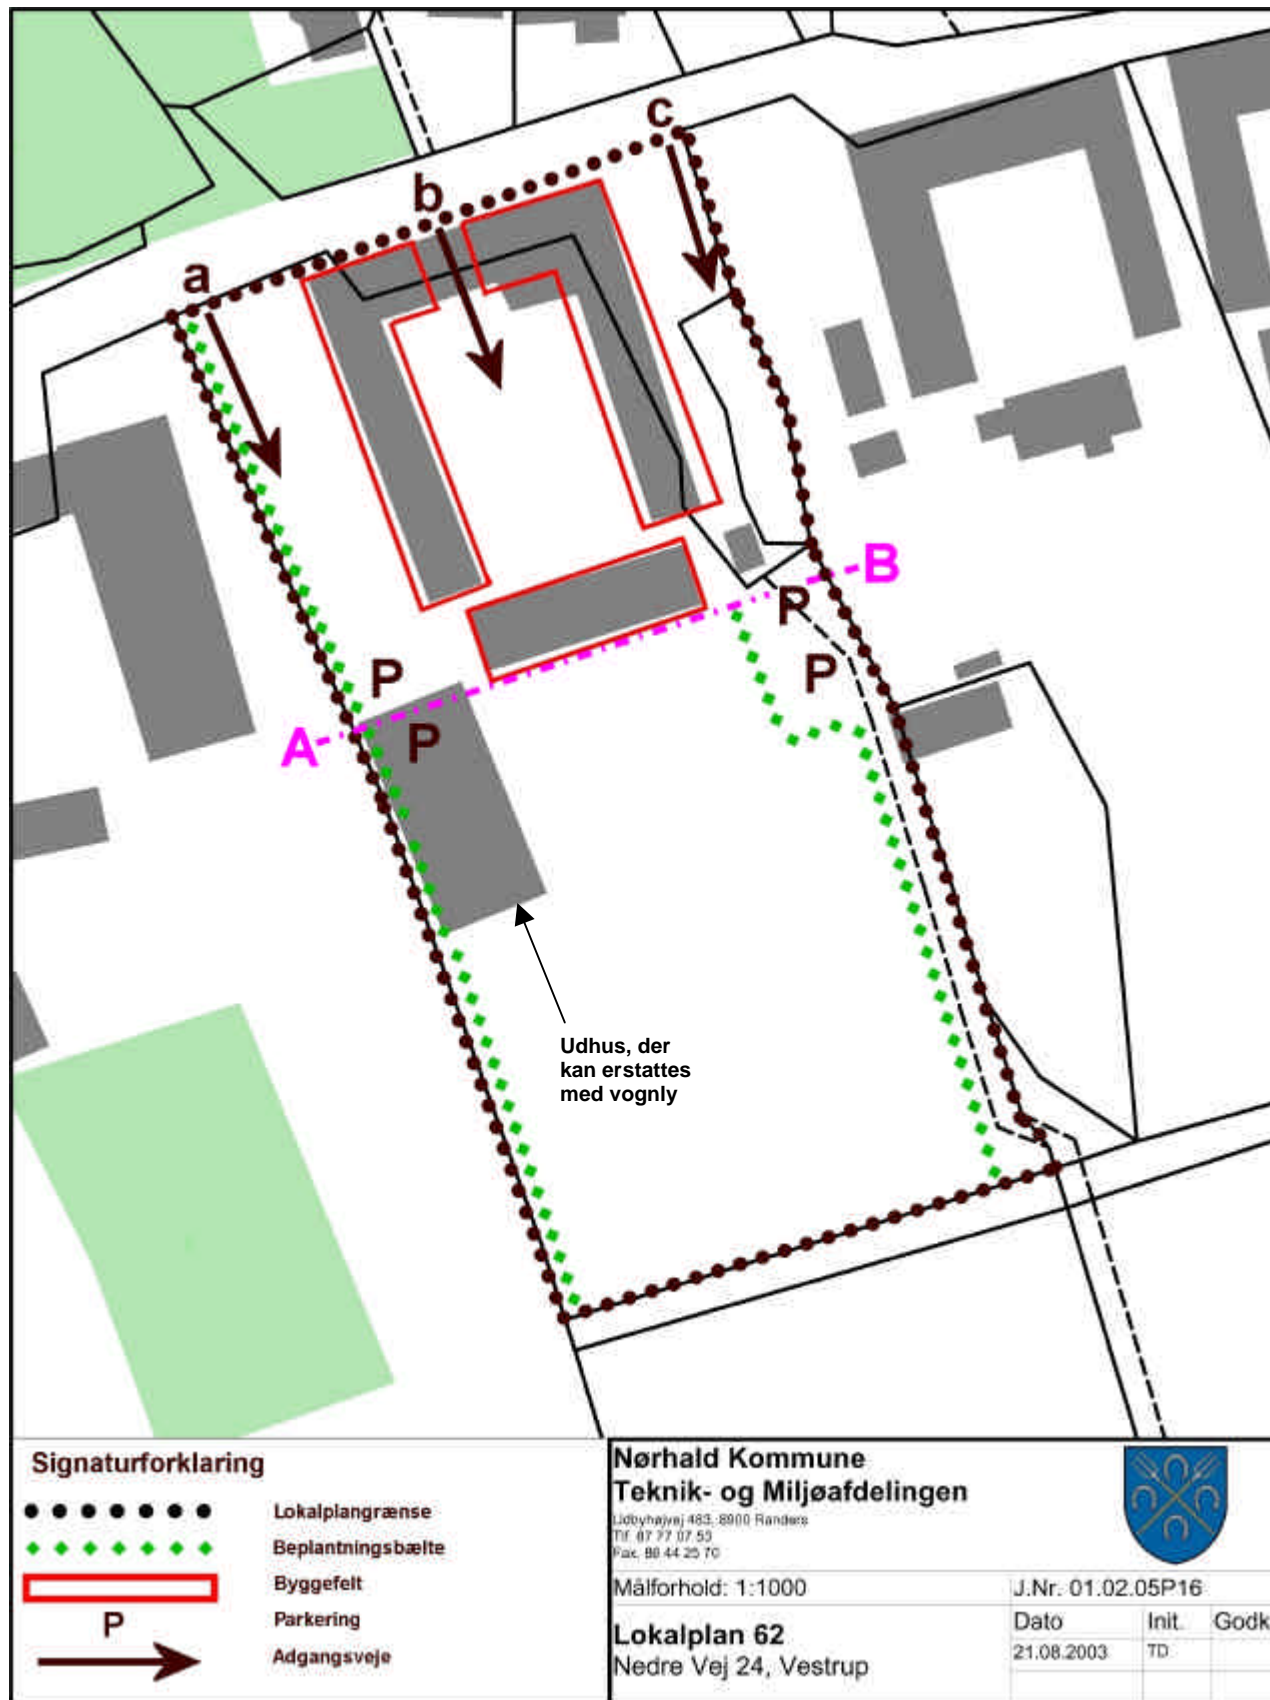 c
b
a
B
P
P
P
A
P
Udhus, der
kan erstattes
med vognly
Signaturforklaring
Lokalplangrænse
Beplantningsbælte
Byggefelt
P Parkering
Adgangsveje
Nørhald Kommune
Teknik- og Miljøafdelingen
Udbyhøjvej 483, 8900 Randers
Tlf. 87 77 07 53
Fax. 86 44 25 70
Målforhold: 1:1000
J.Nr. 01.02.05P16
Lokalplan 62
Nedre Vej 24, Vestrup
Dato Init. Godk
21.08.2003 TD